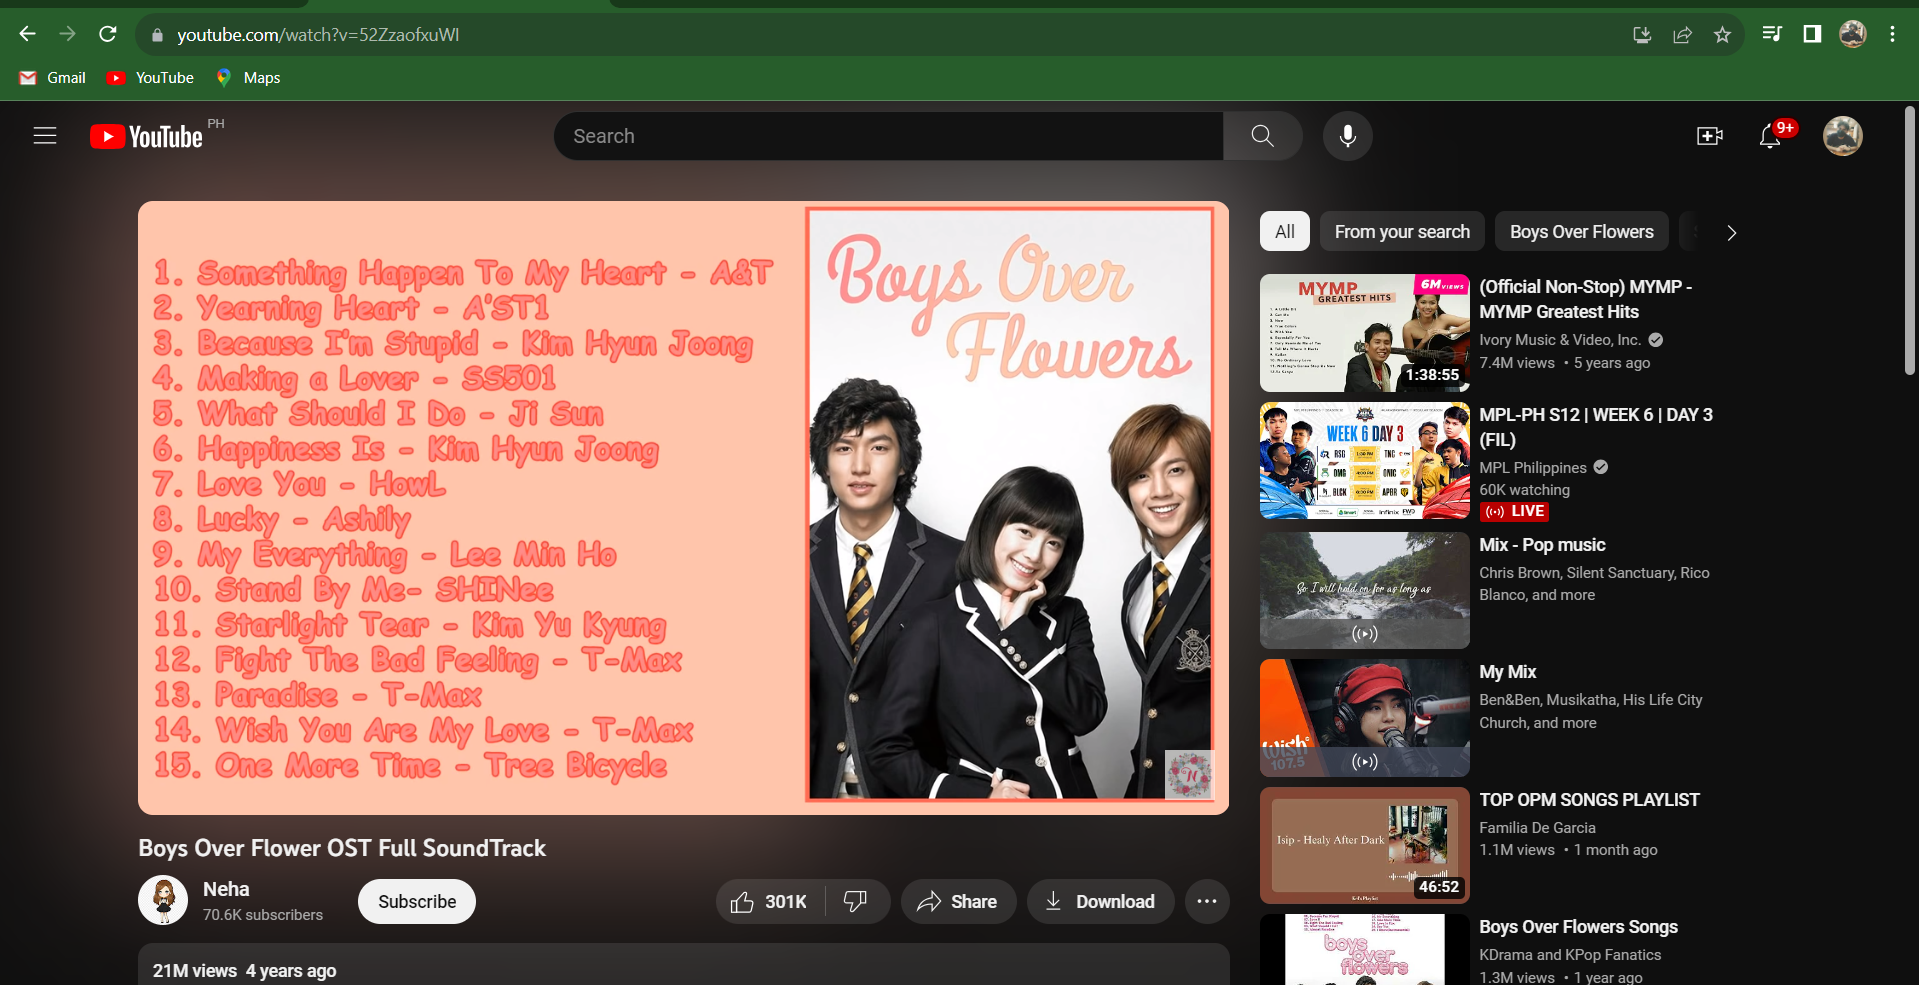 youtube.com/watch?v=52ZzaofxuWI
Gmail
YouTube
Maps
YouTube PH
Search
9+
1. Something Happen To My Heart - A&T
2. Yearning Heart - A'ST1
3. Because I'm Stupid - Kim Hyun Joong
4. Making a Lover - SS501
5. What Should I Do - Ji Sun
6. Happiness Is - Kim Hyun Joong
7. Love You - HowL
8. Lucky - Ashily
9. My Everything - Lee Min Ho
10. Stand By Me- SHINee
11. Starlight Tear - Kim Yu Kyung
12. Fight The Bad Feeling - T-Max
13. Paradise - T-Max
14. Wish You Are My Love - T-Max
15. One More Time - Tree Bicycle
Boys Over
Flowers
N
Boys Over Flower OST Full SoundTrack
Neha
70.6K subscribers
Subscribe
301K
Share
Download
21M views 4 years ago
All
From your search
Boys Over Flowers
MYMP
GREATEST HITS
6M VIEWS
1:38:55
(Official Non-Stop) MYMP -
MYMP Greatest Hits
Ivory Music & Video, Inc.
7.4M views • 5 years ago
WEEK 6 DAY 3
RSG TNC
OMG ONIC
BLCK APBR
MPL-PH S12 | WEEK 6 | DAY 3
(FIL)
MPL Philippines
60K watching
LIVE
So I will hold on for as long as
Mix - Pop music
Chris Brown, Silent Sanctuary, Rico
Blanco, and more
wish
107.5
My Mix
Ben&Ben, Musikatha, His Life City
Church, and more
Isip - Healy After Dark
46:52
TOP OPM SONGS PLAYLIST
Familia De Garcia
1.1M views • 1 month ago
boys
over
flowers
Boys Over Flowers Songs
KDrama and KPop Fanatics
1.3M views • 1 year ago